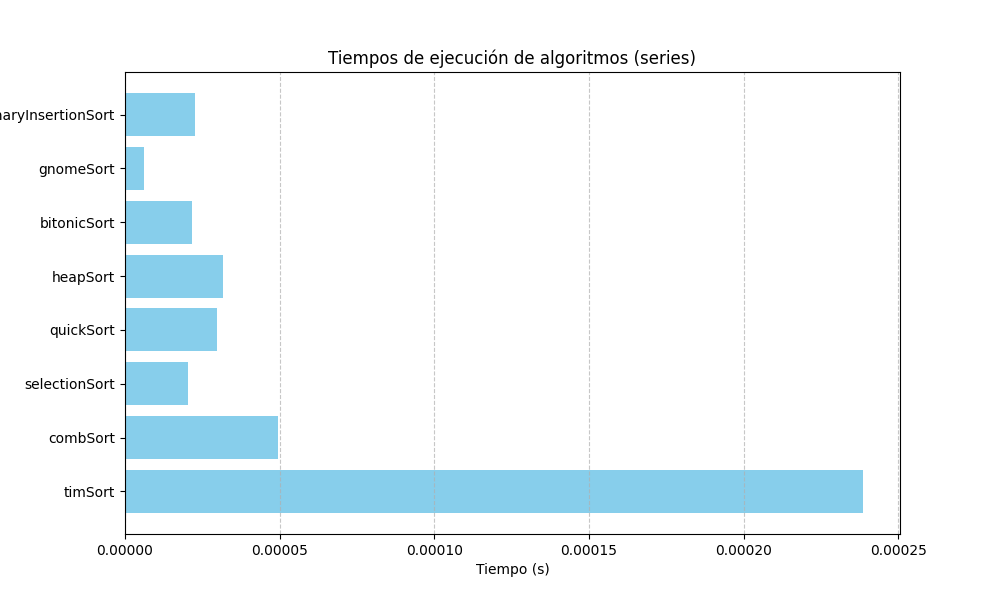 Tiempos de ejecución de algoritmos (series)
naryInsertionSort
gnomeSort
bitonicSort
heapSort
quickSort
selectionSort
combSort
timSort
0.00000 0.00005 0.00010 0.00015 0.00020 0.00025
Tiempo (s)